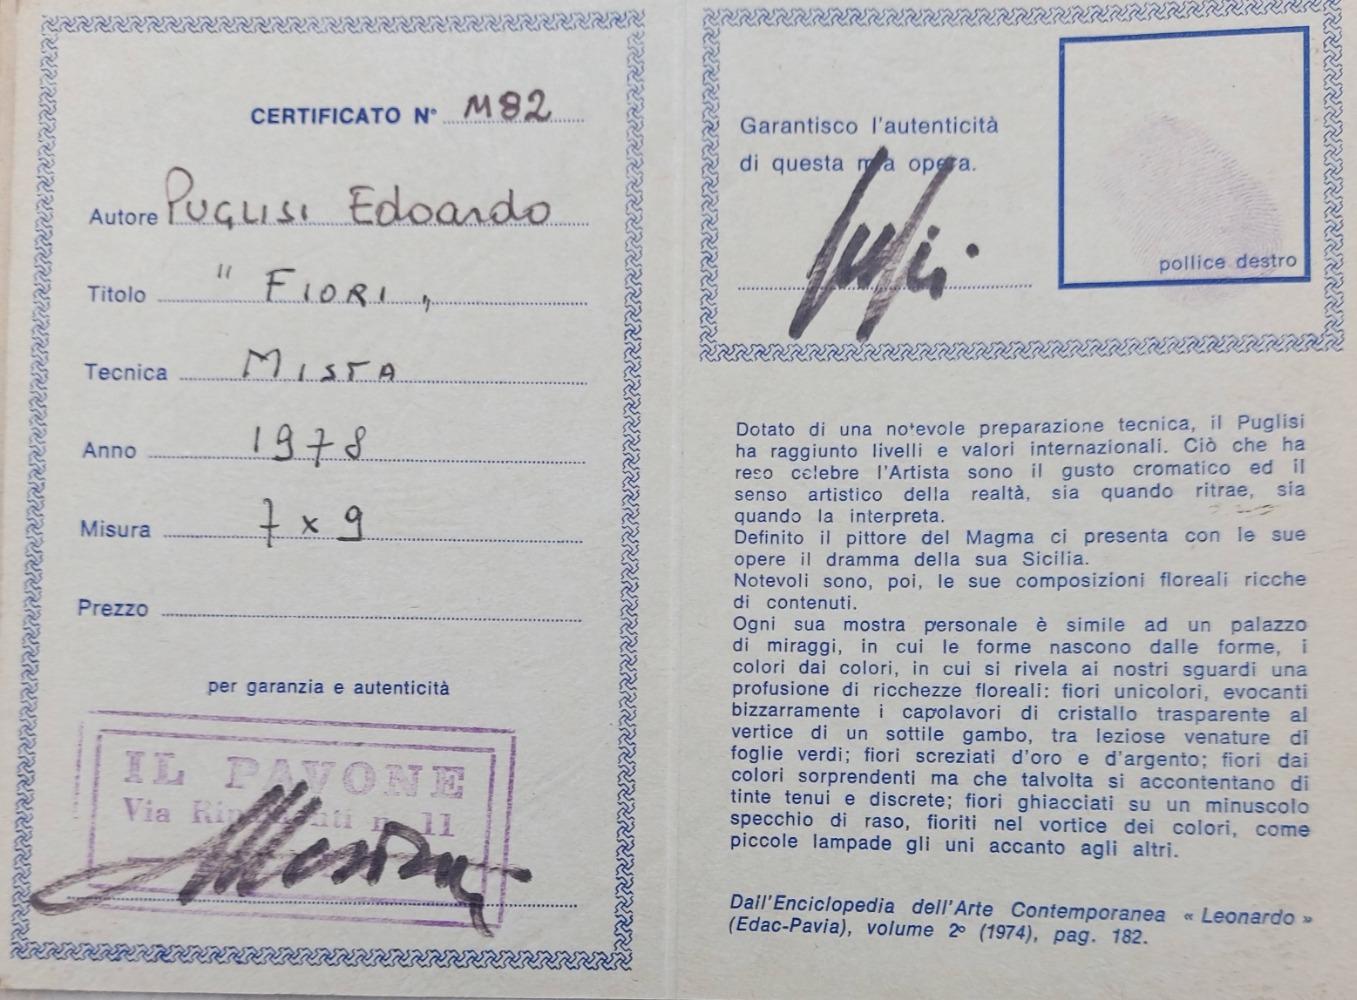 CERTIFICATO N° M82
Autore PUGLISI Edoardo
Titolo "FIORI"
Tecnica MISTA
Anno 1978
Misura 7 x 9
Prezzo
per garanzia e autenticità
IL PAVONE
Via n. 11
Garantisco l'autenticità
di questa mia opera.
pollice destro
Dotato di una notevole preparazione tecnica, il Puglisi
ha raggiunto livelli e valori internazionali. Ciò che ha
reso celebre l'Artista sono il gusto cromatico ed il
senso artistico della realtà, sia quando ritrae, sia
quando la interpreta.
Definito il pittore del Magma ci presenta con le sue
opere il dramma della sua Sicilia.
Notevoli sono, poi, le sue composizioni floreali ricche
di contenuti.
Ogni sua mostra personale è simile ad un palazzo
di miraggi, in cui le forme nascono dalle forme, i
colori dai colori, in cui si rivela ai nostri sguardi una
profusione di ricchezze floreali: fiori unicolori, evocanti
bizzarramente i capolavori di cristallo trasparente al
vertice di un sottile gambo, tra leziose venature di
foglie verdi; fiori screziati d'oro e d'argento; fiori dai
colori sorprendenti ma che talvolta si accontentano di
tinte tenui e discrete; fiori ghiacciati su un minuscolo
specchio di raso, fioriti nel vortice dei colori, come
piccole lampade gli uni accanto agli altri.
Dall'Enciclopedia dell'Arte Contemporanea « Leonardo »
(Edac-Pavia), volume 2° (1974), pag. 182.